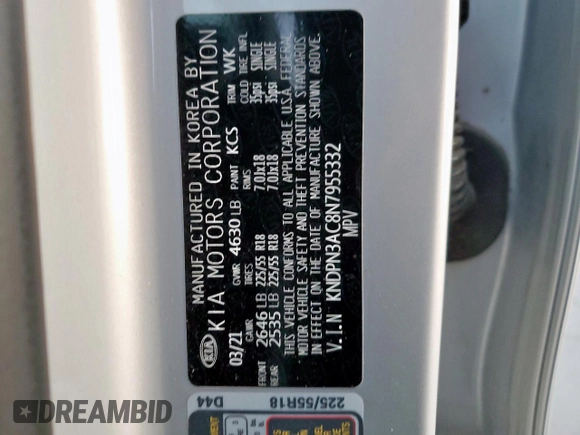 MANUFACTURED IN KOREA BY
KIA KIA MOTORS CORPORATION
03/21 GVWR 4630 LB PAINT KCS TRIM WK
GAWR TIRES RIMS COLD TIRE INFL
FRONT 2646 LB 225/55 R18 7.0Jx18 35psi SINGLE
REAR 2535 LB 225/55 R18 7.0Jx18 35psi SINGLE
THIS VEHICLE CONFORMS TO ALL APPLICABLE U.S.A. FEDERAL
MOTOR VEHICLE SAFETY AND THEFT PREVENTION STANDARDS
IN EFFECT ON THE DATE OF MANUFACTURE SHOWN ABOVE.
V.I.N KNDPN3AC8N7955332
MPV
225/55R18
D44
DREAMBID